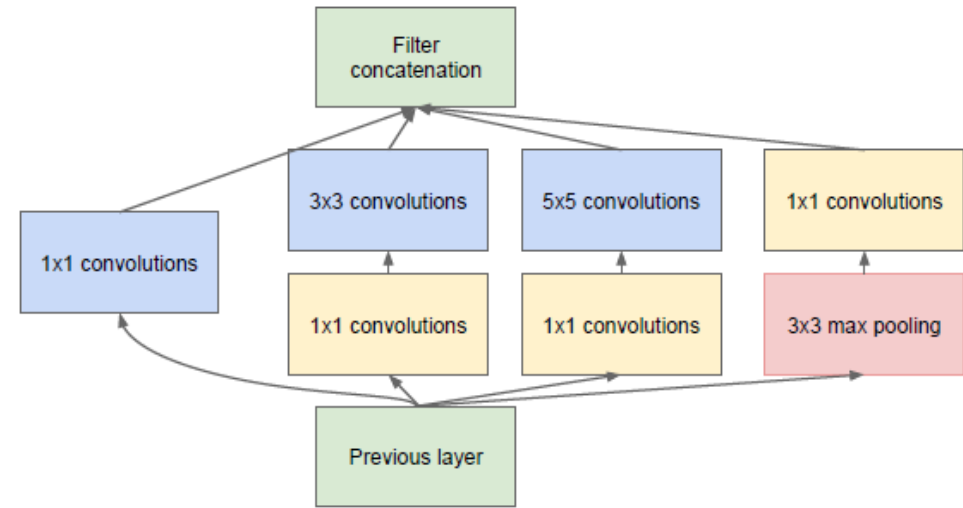 Filter
concatenation
3x3 convolutions
5x5 convolutions
1x1 convolutions
1x1 convolutions
1x1 convolutions
1x1 convolutions
3x3 max pooling
Previous layer